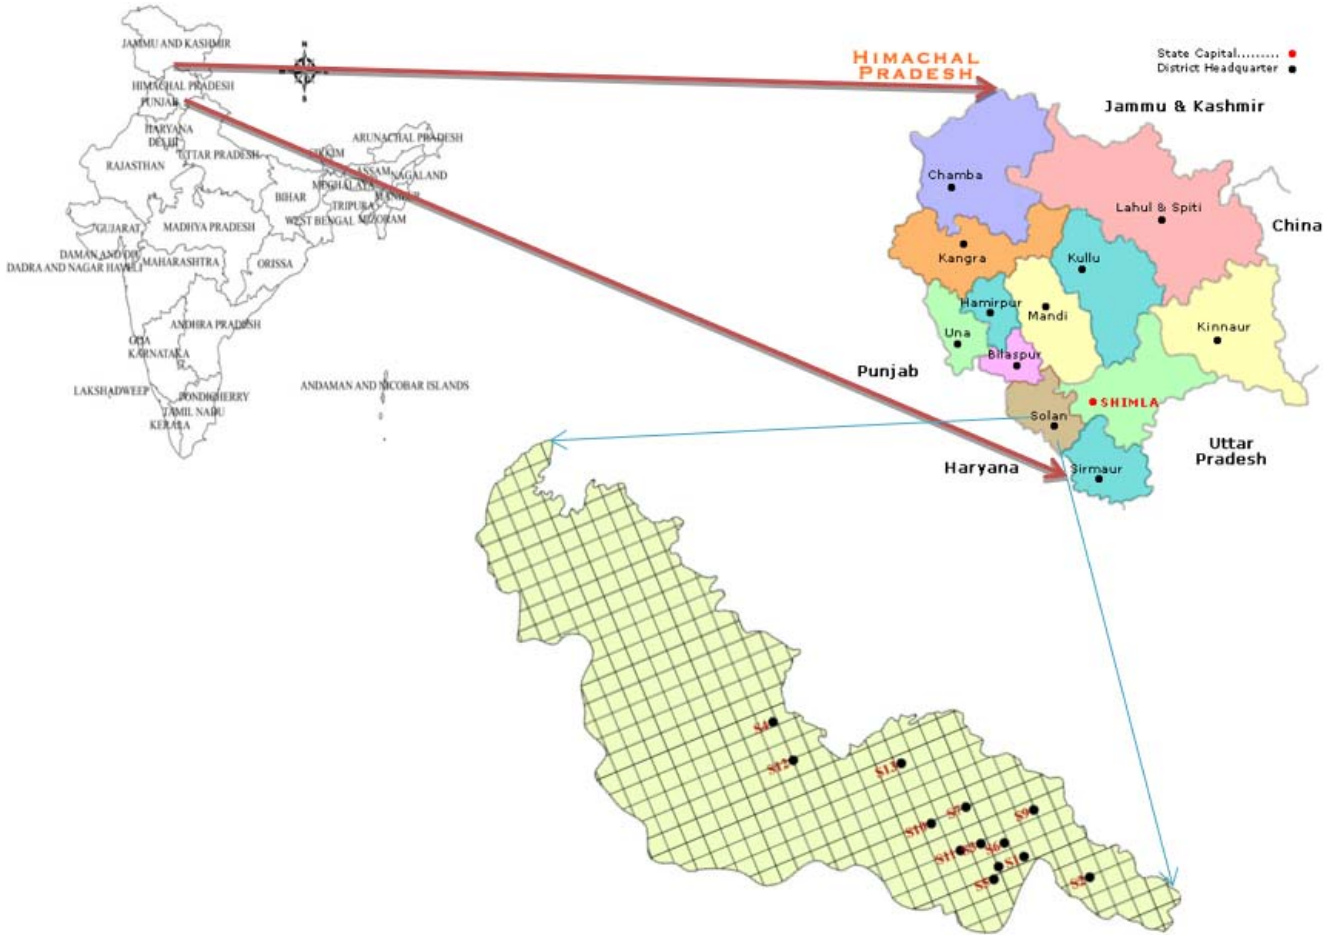 JAMMU AND KASHMIR
HIMACHAL PRADESH
PUNJAB
HARYANA
DELHI
UTTAR PRADESH
RAJASTHAN
SIKKIM
ARUNACHAL PRADESH
ASSAM
NAGALAND
MEGHALAYA
MANIPUR
BIHAR
TRIPURA
WEST BENGAL
MIZORAM
GUJARAT
MADHYA PRADESH
DAMAN AND DIU
DADRA AND NAGAR HAVELI
MAHARASHTRA
ORISSA
ANDHRA PRADESH
GOA
KARNATAKA
LAKSHADWEEP
PONDICHERRY
TAMIL NADU
KERALA
ANDAMAN AND NICOBAR ISLANDS
N
S
HIMACHAL
PRADESH
State Capital.........
District Headquarter
Jammu & Kashmir
Chamba
Lahul & Spiti
China
Kangra
Kullu
Hamirpur
Mandi
Una
Kinnaur
Bilaspur
Punjab
SHIMLA
Solan
Uttar
Pradesh
Haryana
Sirmaur
S4
S12
S13
S7
S9
S10
S11
S3
S6
S1
S5
S2